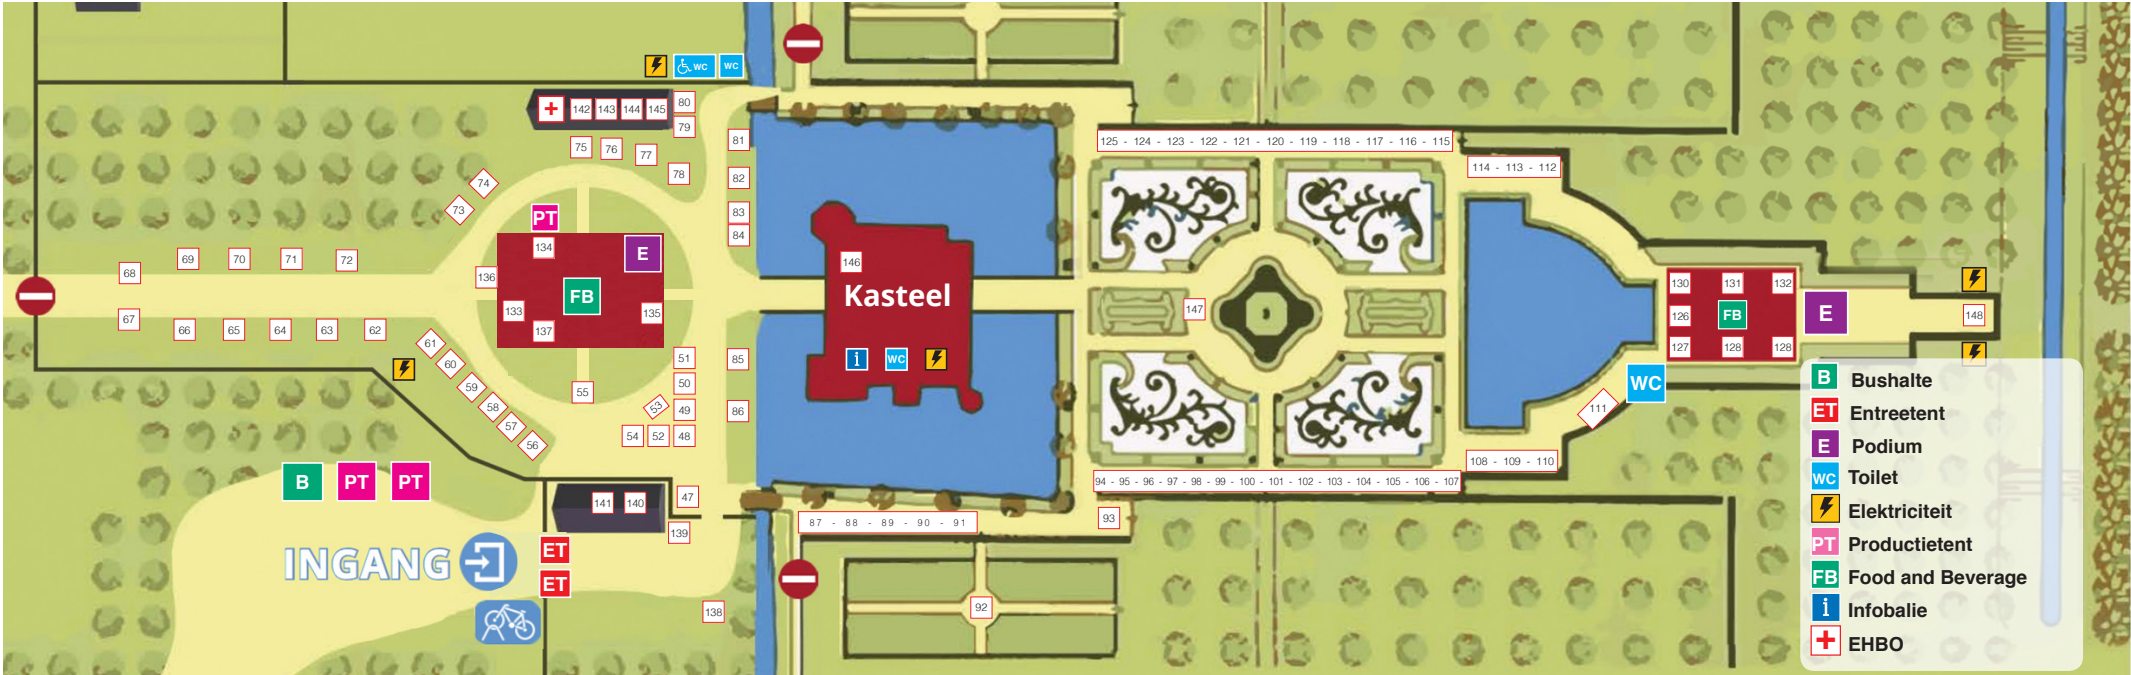 WC WC
142 143 144 145 80
79
75 76 77
78
74
73
81
82
83
84
125 - 124 - 123 - 122 - 121 - 120 - 119 - 118 - 117 - 116 - 115
114 - 113 - 112
PT
134 E
136 FB
133 135
137
68 69 70 71 72
67 66 65 64 63 62
61
60
59
58
57
56
55
51
50
53 49
54 52 48
85
86
146
Kasteel
i WC
147
130 131 132
126 FB
127 128 128
E
148
WC
111
108 - 109 - 110
94 - 95 - 96 - 97 - 98 - 99 - 100 - 101 - 102 - 103 - 104 - 105 - 106 - 107
93
87 - 88 - 89 - 90 - 91
92
B PT PT
141 140
47
139
INGANG
ET
ET
138
B Bushalte
ET Entreetent
E Podium
WC Toilet
Elektriciteit
PT Productietent
FB Food and Beverage
i Infobalie
EHBO